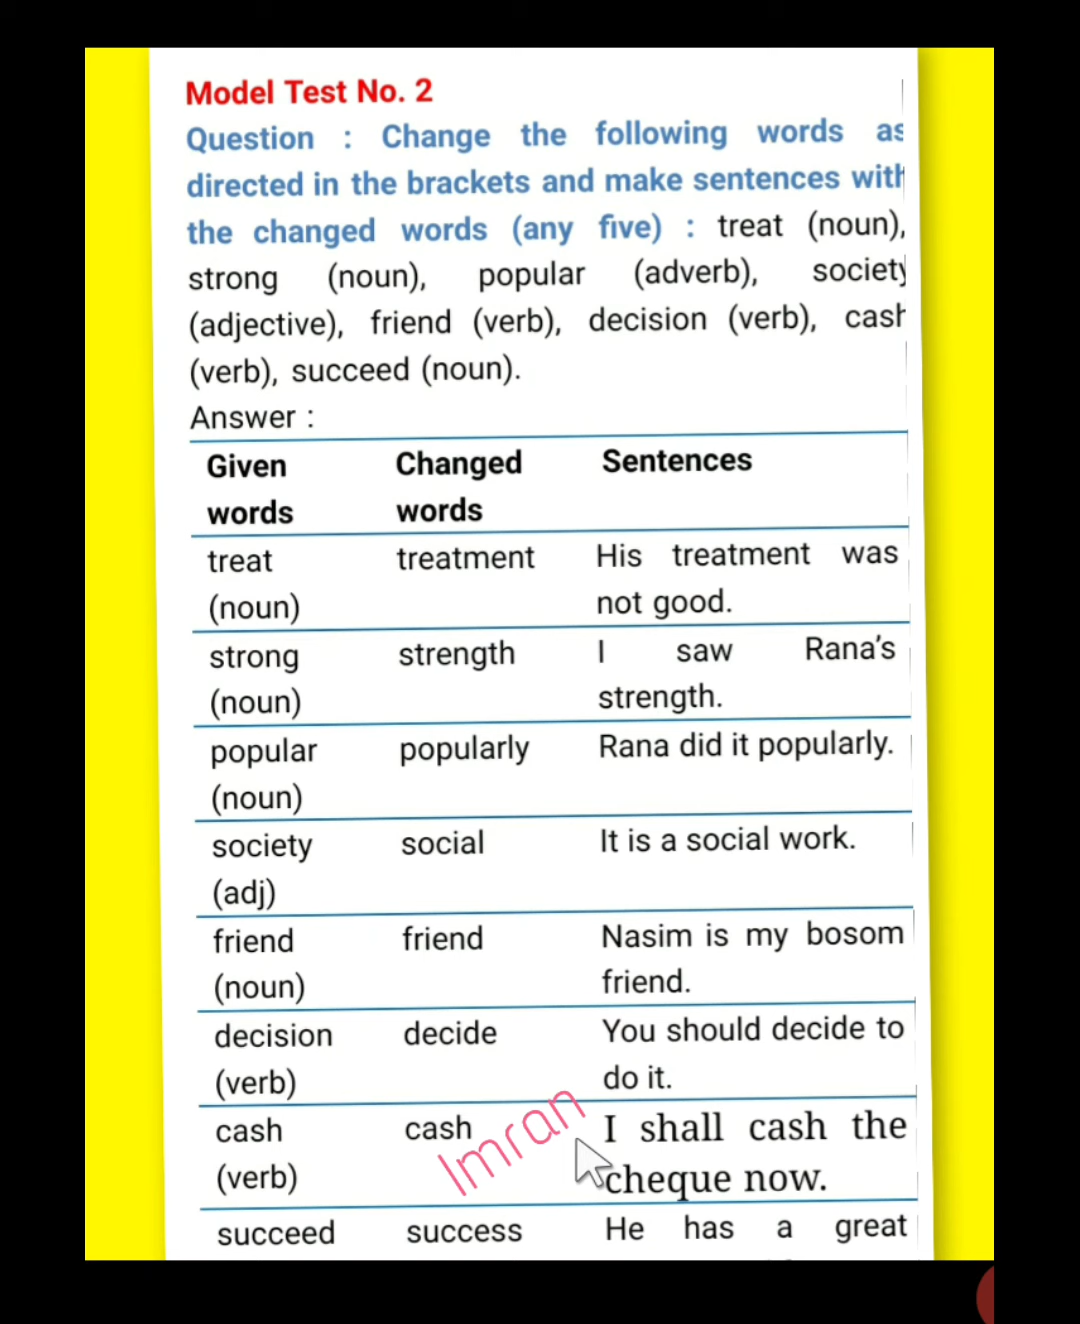 Model Test No. 2
Question : Change the following words as
directed in the brackets and make sentences with
the changed words (any five) : treat (noun),
strong (noun), popular (adverb), society
(adjective), friend (verb), decision (verb), cash
(verb), succeed (noun).
Answer :
Given words Changed words Sentences
treat (noun) treatment His treatment was not good.
strong (noun) strength I saw Rana's strength.
popular (noun) popularly Rana did it popularly.
society (adj) social It is a social work.
friend (noun) friend Nasim is my bosom friend.
decision (verb) decide You should decide to do it.
cash (verb) cash I shall cash the cheque now.
succeed success He has a great
Imran